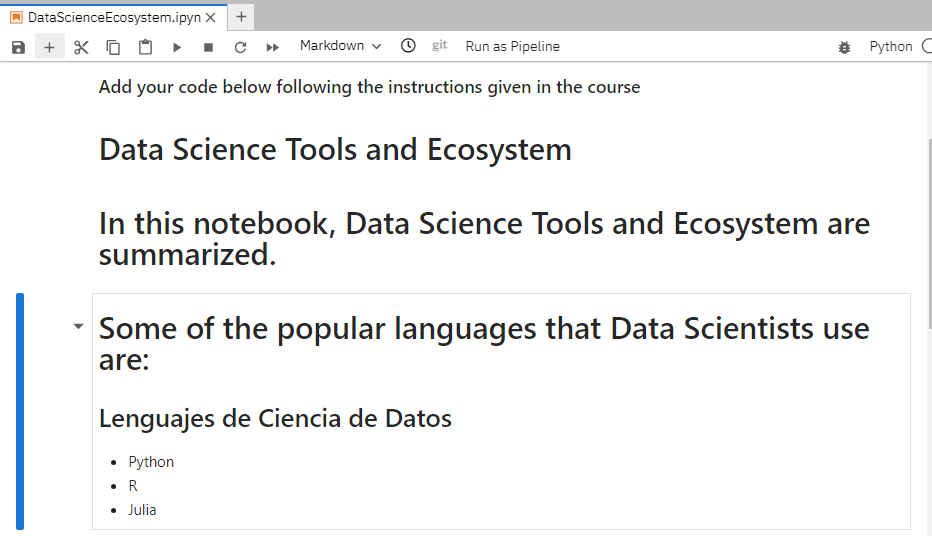 DataScienceEcosystem.ipyn
Markdown
git
Run as Pipeline
Python
Add your code below following the instructions given in the course
Data Science Tools and Ecosystem
In this notebook, Data Science Tools and Ecosystem are
summarized.
Some of the popular languages that Data Scientists use
are:
Lenguajes de Ciencia de Datos
Python
R
Julia